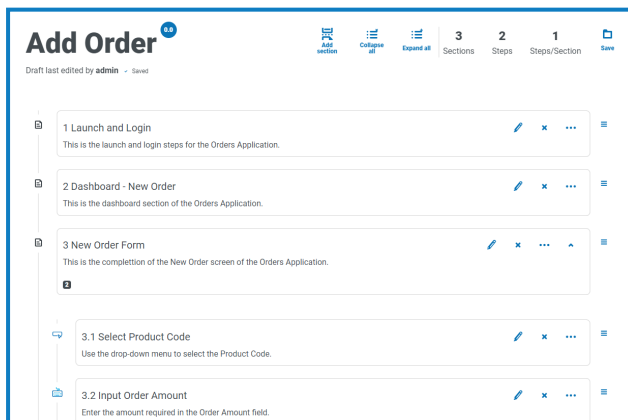 Add Order 0.0
Add section
Collapse all
Expand all
3 Sections
2 Steps
1 Steps/Section
Save
Draft last edited by admin ✓ Saved
1 Launch and Login
This is the launch and login steps for the Orders Application.
2 Dashboard - New Order
This is the dashboard section of the Orders Application.
3 New Order Form
This is the complettion of the New Order screen of the Orders Application.
2
3.1 Select Product Code
Use the drop-down menu to select the Product Code.
3.2 Input Order Amount
Enter the amount required in the Order Amount field.